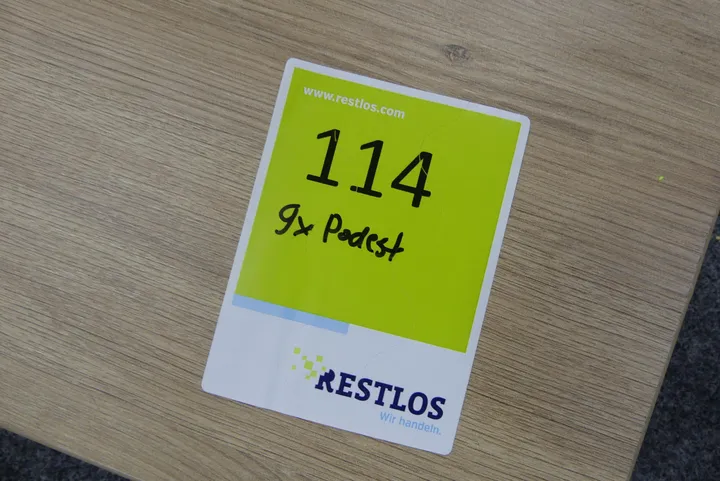 www.restlos.com
114
9x Podest
RESTLOS
Wir handeln.